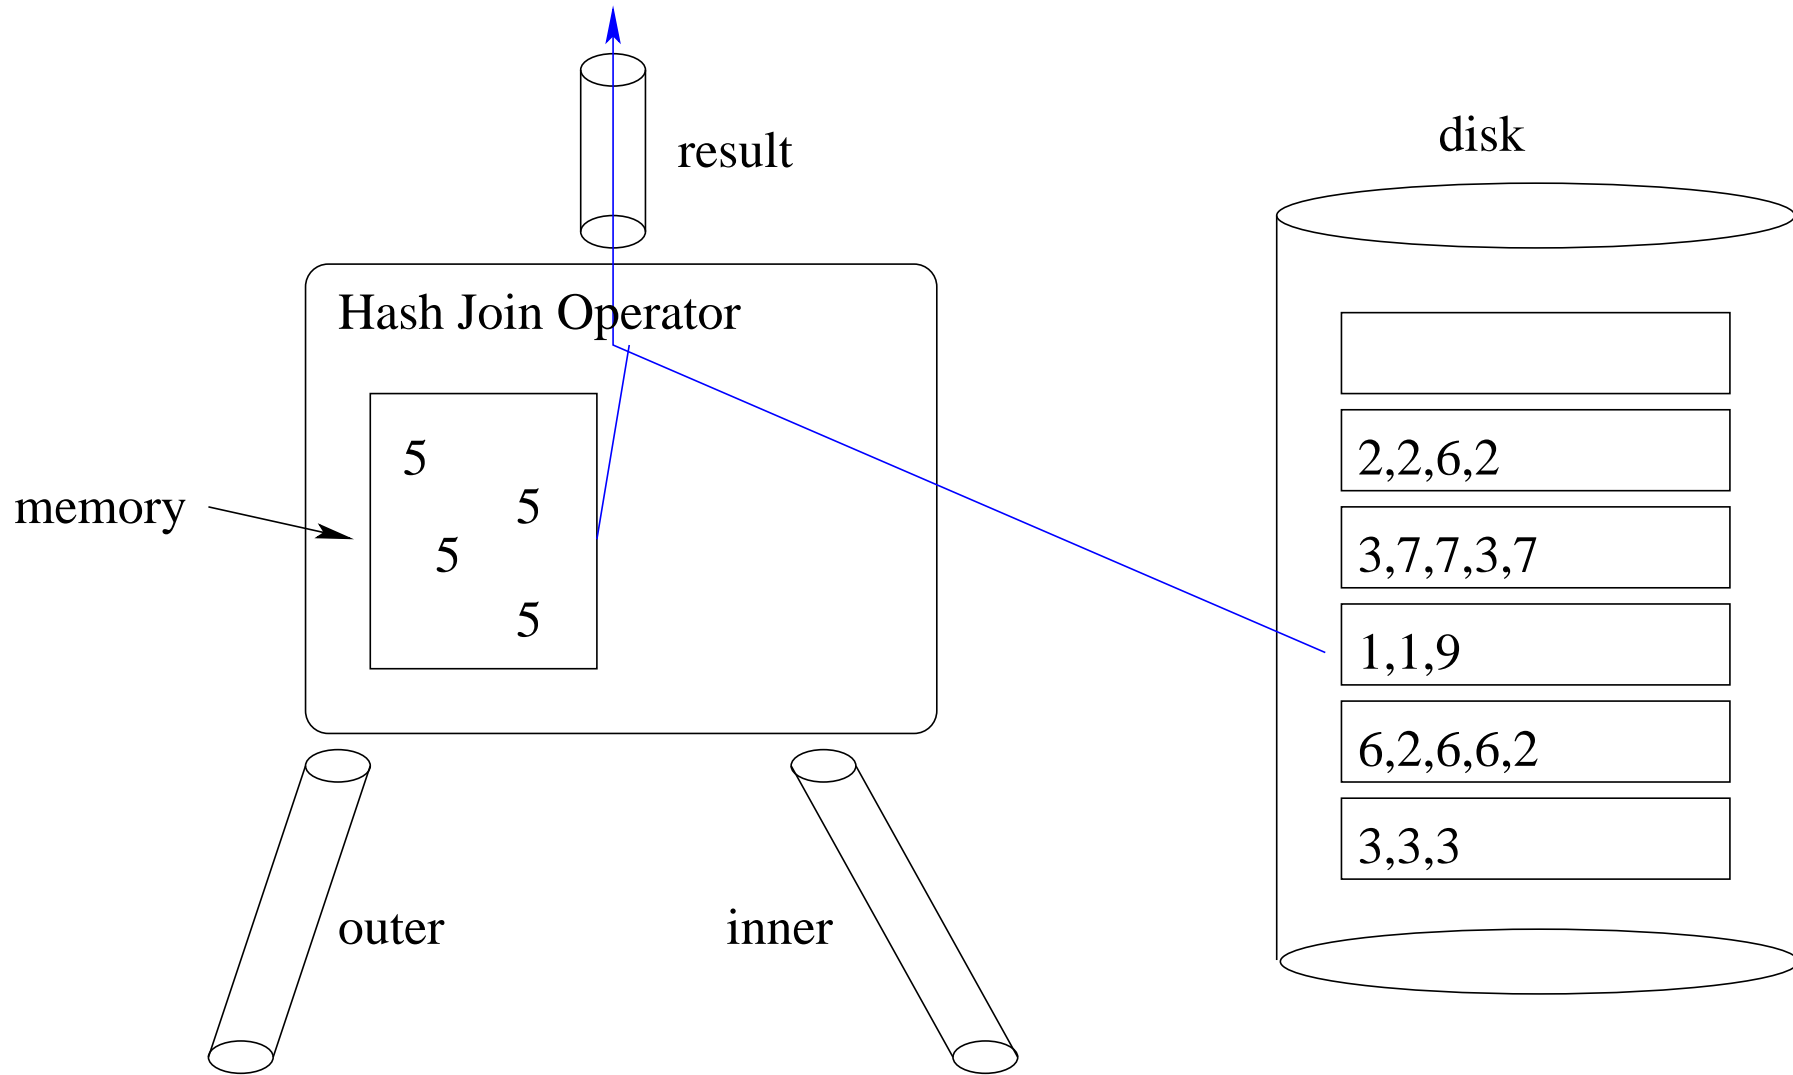 result
disk
Hash Join Operator
memory
5
5
5
5
2,2,6,2
3,7,7,3,7
1,1,9
6,2,6,6,2
3,3,3
outer
inner